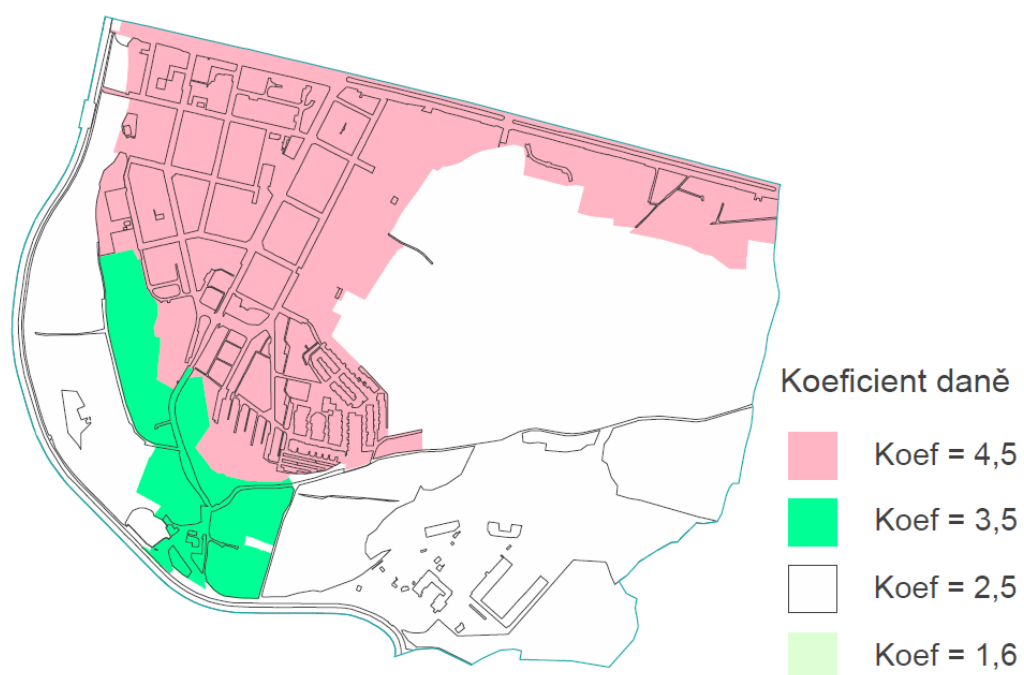 Koeficient daně
Koef = 4,5
Koef = 3,5
Koef = 2,5
Koef = 1,6